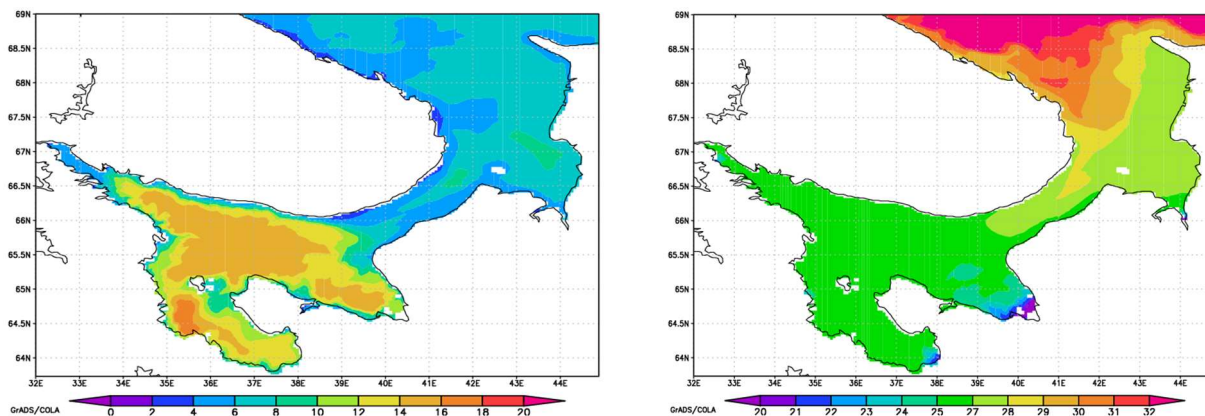 69N
68.5N
68N
67.5N
67N
66.5N
66N
65.5N
65N
64.5N
64N
32E 33E 34E 35E 36E 37E 38E 39E 40E 41E 42E 43E 44E
GrADS/COLA
0 2 4 6 8 10 12 14 16 18 20
69N
68.5N
68N
67.5N
67N
66.5N
66N
65.5N
65N
64.5N
64N
32E 33E 34E 35E 36E 37E 38E 39E 40E 41E 42E 43E 44E
GrADS/COLA
20 21 22 24 25 27 28 29 30 31 32